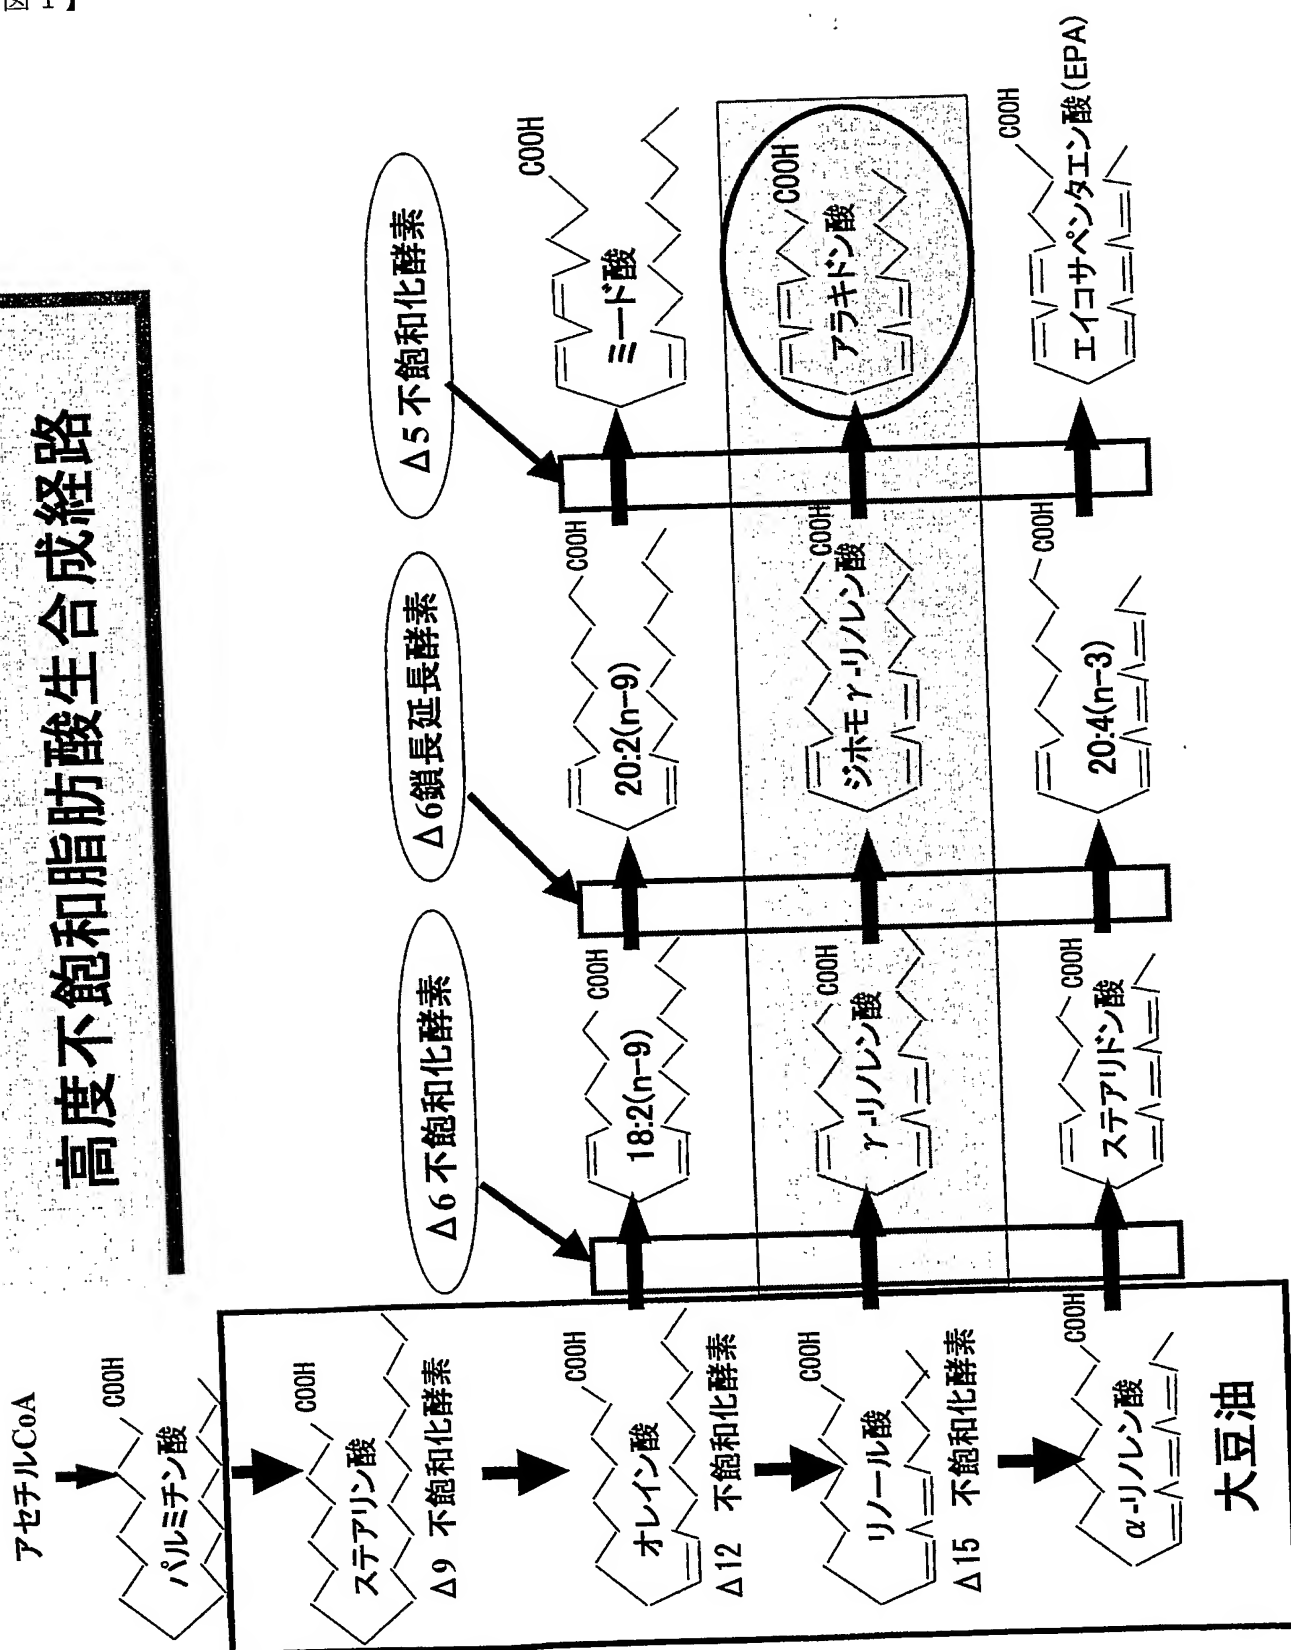 図1】
高度不飽和脂肪酸生合成経路
アセチルCoA
COOH
パルミチン酸
COOH
ステアリン酸
Δ9 不飽和化酵素
COOH
オレイン酸
Δ12 不飽和化酵素
COOH
リノール酸
Δ15 不飽和化酵素
COOH
α-リノレン酸
大豆油
Δ6 不飽和化酵素
Δ6鎖長延長酵素
Δ5 不飽和化酵素
COOH
18:2(n-9)
COOH
20:2(n-9)
COOH
ミード酸
COOH
γ-リノレン酸
COOH
ジホモγ-リノレン酸
COOH
アラキドン酸
COOH
ステアリドン酸
COOH
20:4(n-3)
COOH
エイコサペンタエン酸(EPA)